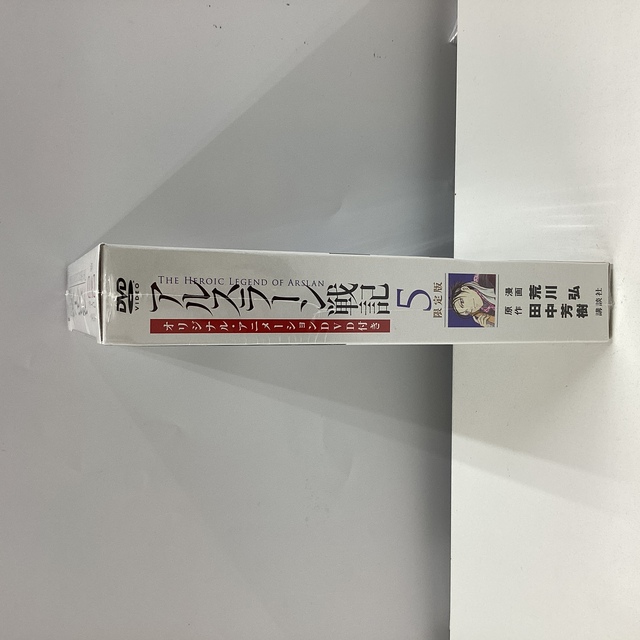 DVD
VIDEO
THE HEROIC LEGEND OF ARSLAN
アルスラーン戦記
5
限定版
オリジナル・アニメーションDVD付き
漫画 荒川 弘
原作 田中芳樹
講談社